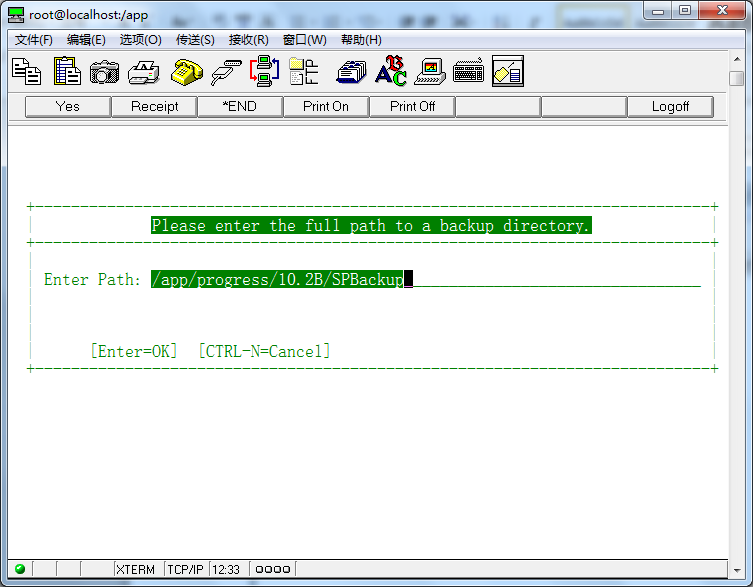 root@localhost:/app
文件(F) 编辑(E) 选项(O) 传送(S) 接收(R) 窗口(W) 帮助(H)
Yes Receipt *END Print On Print Off Logoff
Please enter the full path to a backup directory.
Enter Path: /app/progress/10.2B/SPBackup
[Enter=OK] [CTRL-N=Cancel]
XTERM TCP/IP 12:33